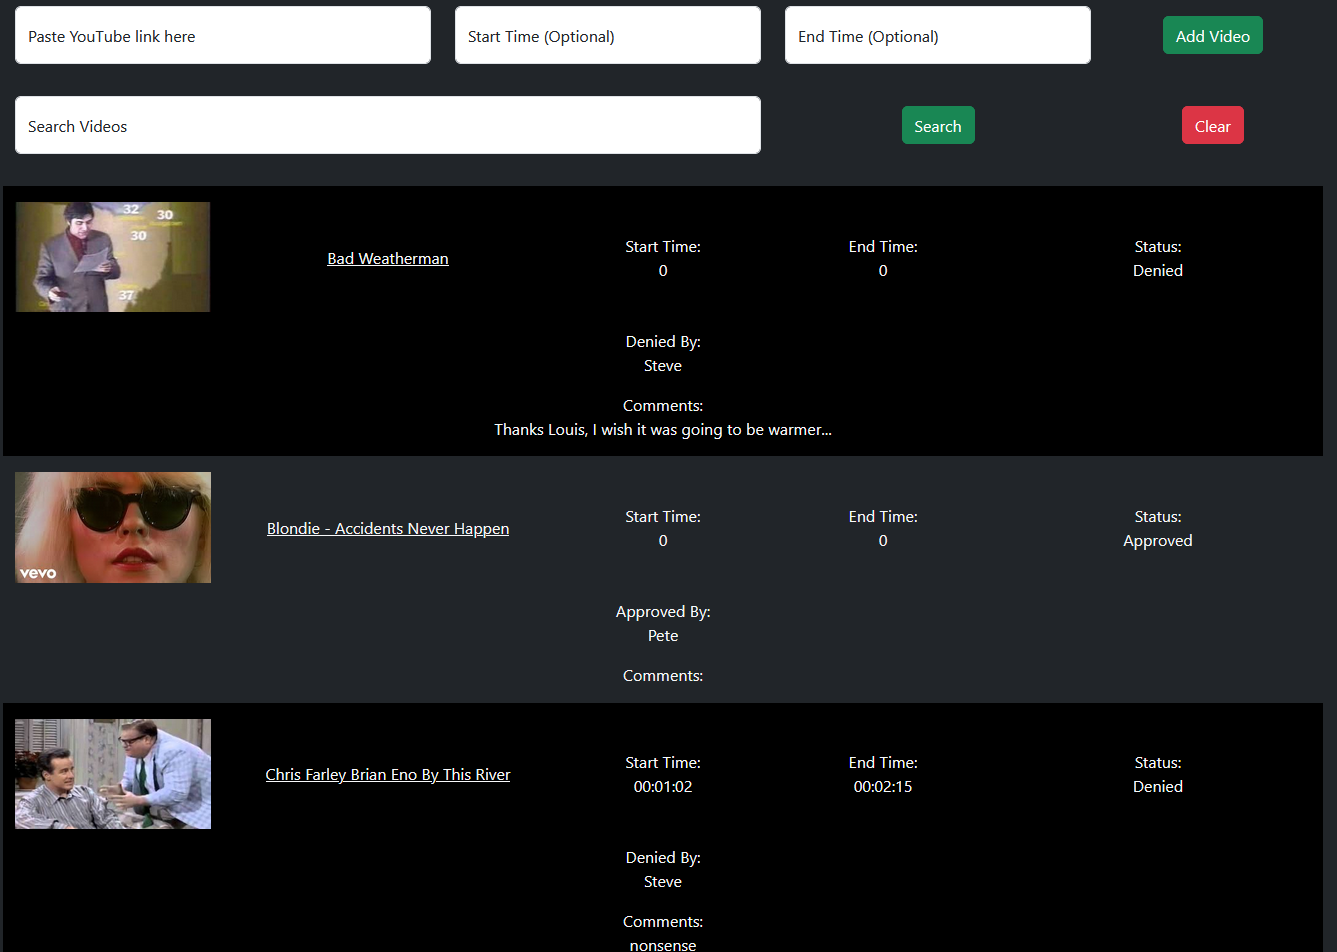 Paste YouTube link here
Start Time (Optional)
End Time (Optional)
Add Video
Search Videos
Search
Clear
32
30
30
37
Bad Weatherman
Start Time:
0
End Time:
0
Status:
Denied
Denied By:
Steve
Comments:
Thanks Louis, I wish it was going to be warmer...
vevo
Blondie - Accidents Never Happen
Start Time:
0
End Time:
0
Status:
Approved
Approved By:
Pete
Comments:
Chris Farley Brian Eno By This River
Start Time:
00:01:02
End Time:
00:02:15
Status:
Denied
Denied By:
Steve
Comments:
nonsense